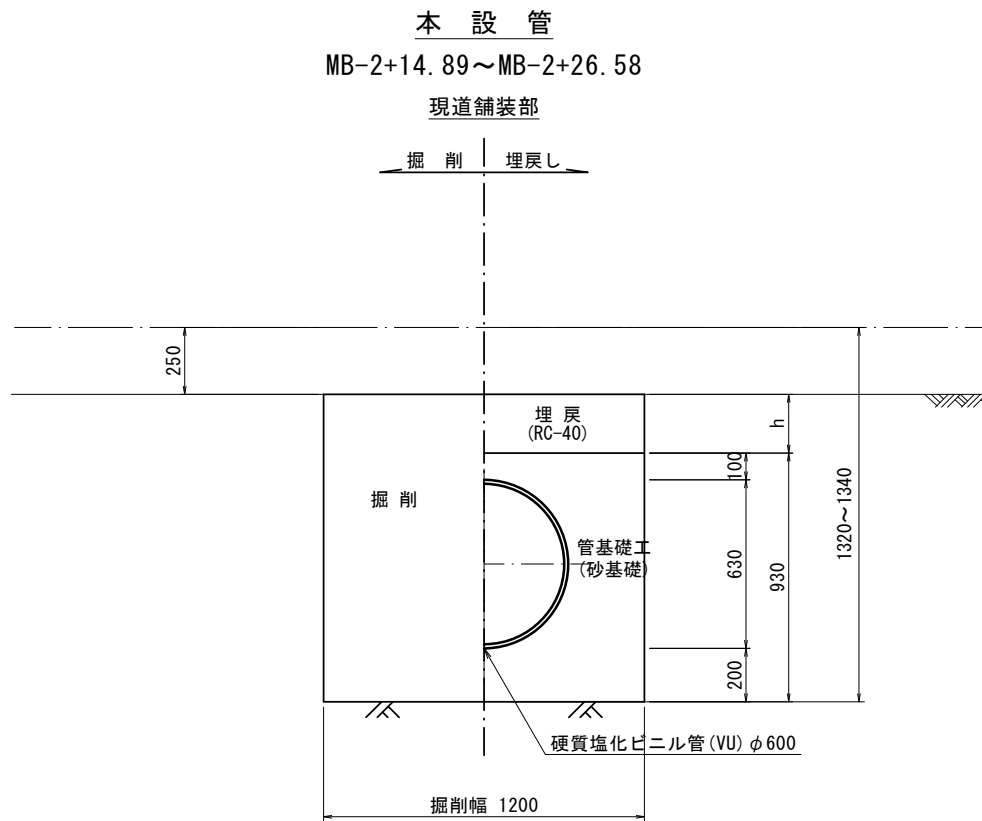 本 設 管
MB-2+14.89～MB-2+26.58
現道舗装部
掘 削 埋戻し
250
埋 戻
(RC-40)
h
100
掘 削
管基礎工
(砂基礎)
630
930
1320～1340
200
硬質塩化ビニル管(VU)φ600
掘削幅 1200